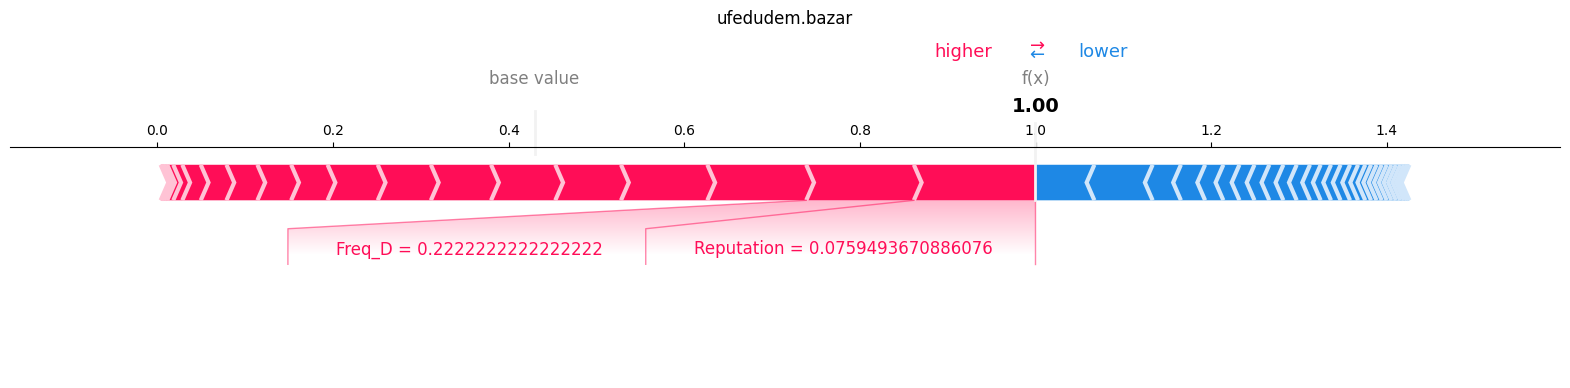 ufedudem.bazar
higher → ← lower
base value f(x)
1.00
0.0 0.2 0.4 0.6 0.8 1.0 1.2 1.4
Freq_D = 0.2222222222222222 Reputation = 0.0759493670886076